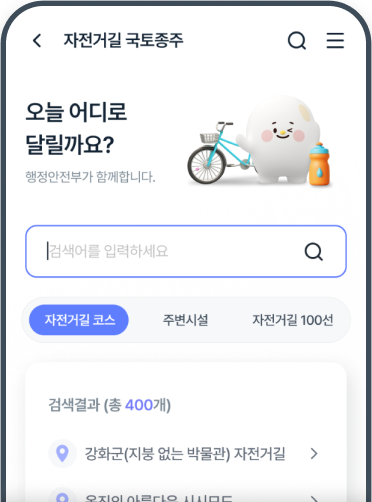 자전거길 국토종주
오늘 어디로
달릴까요?
행정안전부가 함께합니다.
검색어를 입력하세요
자전거길 코스
주변시설
자전거길 100선
검색결과 (총 400개)
강화군(지붕 없는 박물관) 자전거길